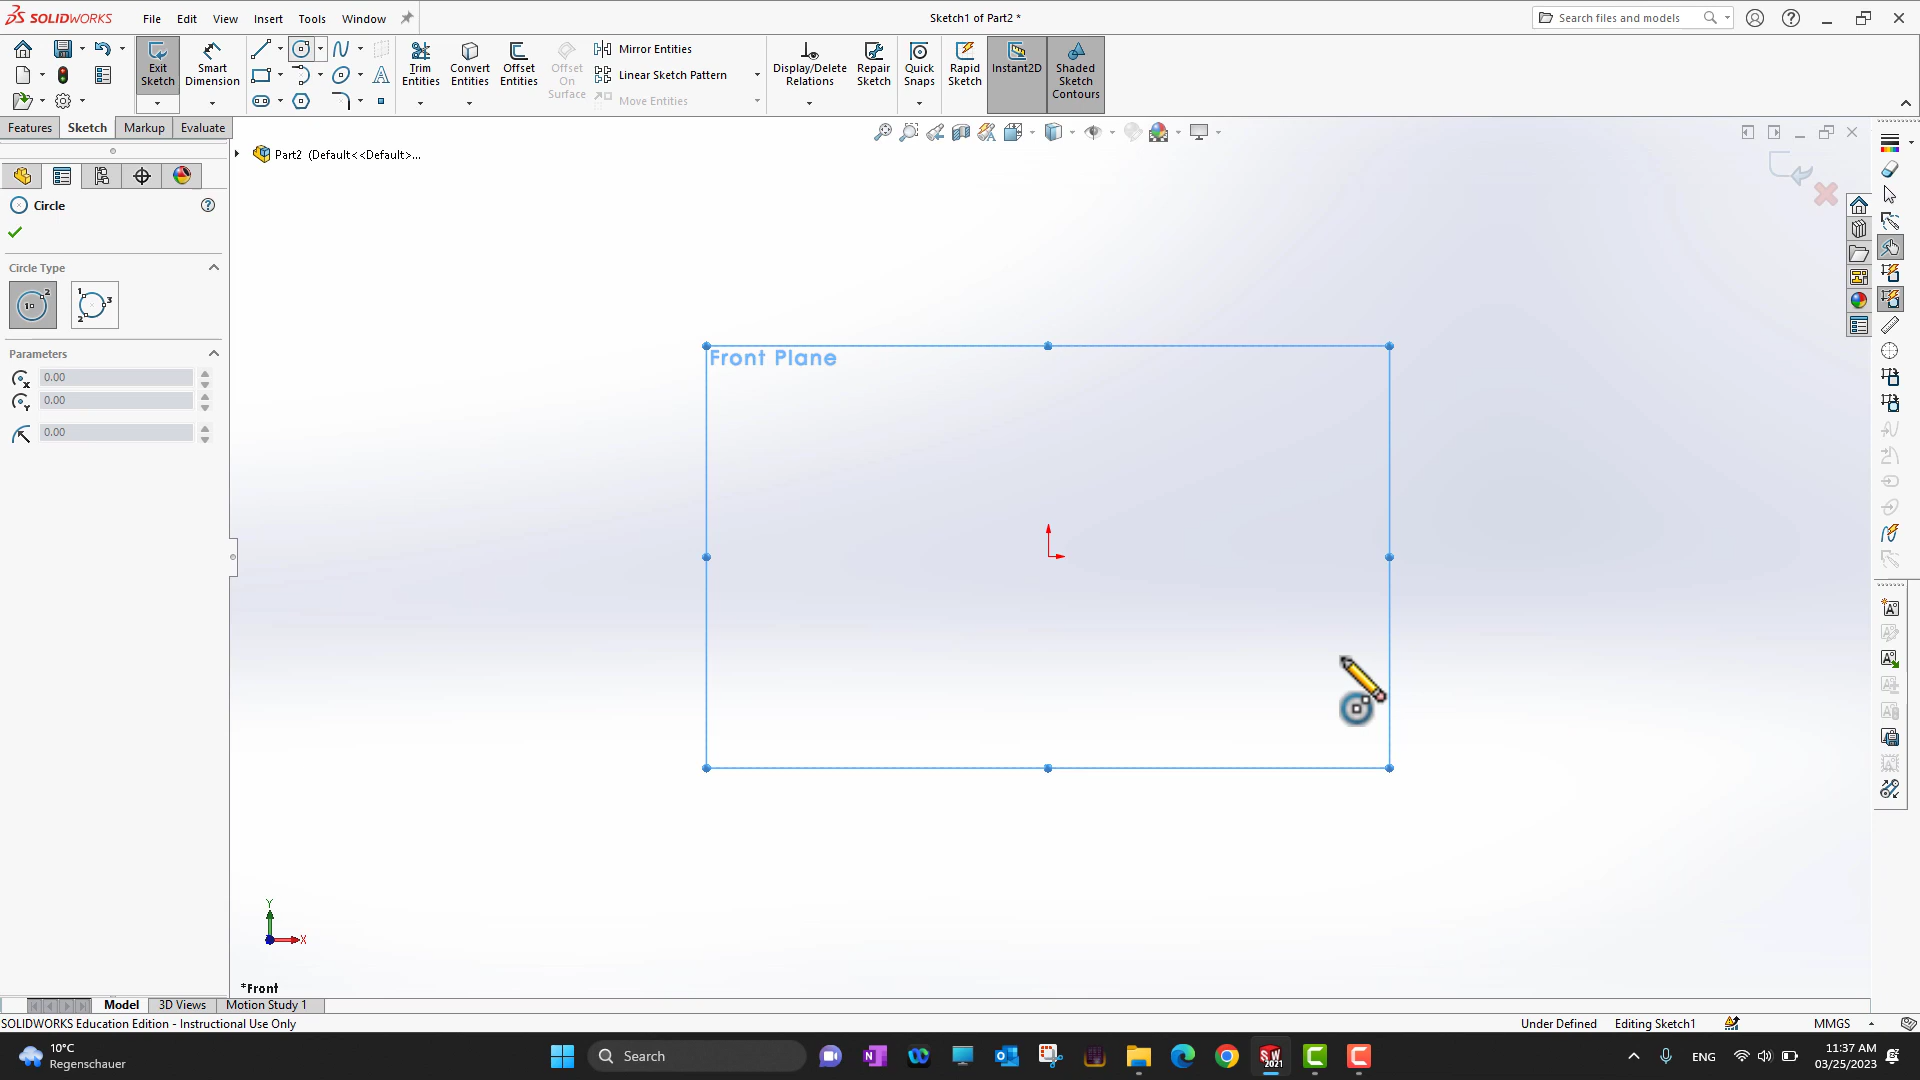 SOLIDWORKS
File Edit View Insert Tools Window
Sketch1 of Part2 *
Search files and models
Exit Sketch
Smart Dimension
Trim Entities
Convert Entities
Offset Entities
Offset On Surface
Mirror Entities
Linear Sketch Pattern
Move Entities
Display/Delete Relations
Repair Sketch
Quick Snaps
Rapid Sketch
Instant2D
Shaded Sketch Contours
Features Sketch Markup Evaluate
Part2 (Default<<Default>...
Circle
Circle Type
Parameters
0.00
0.00
0.00
Front Plane
Y
X
*Front
Model 3D Views Motion Study 1
SOLIDWORKS Education Edition - Instructional Use Only
Under Defined Editing Sketch1 MMGS
10°C
Regenschauer
Search
SW 2021
ENG
11:37 AM
03/25/2023